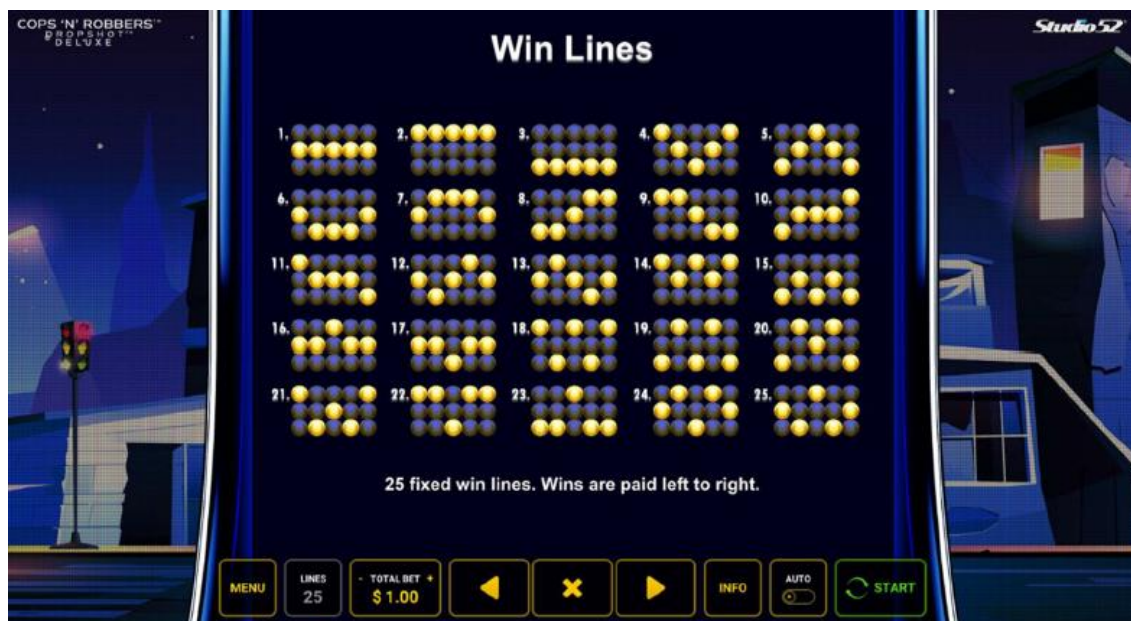 COPS 'N' ROBBERS™
DROPSHOT™
DELUXE
Studio 52
Win Lines
1. 2. 3. 4. 5.
6. 7. 8. 9. 10.
11. 12. 13. 14. 15.
16. 17. 18. 19. 20.
21. 22. 23. 24. 25.
25 fixed win lines. Wins are paid left to right.
MENU
LINES
25
- TOTAL BET +
$1.00
INFO
AUTO
START